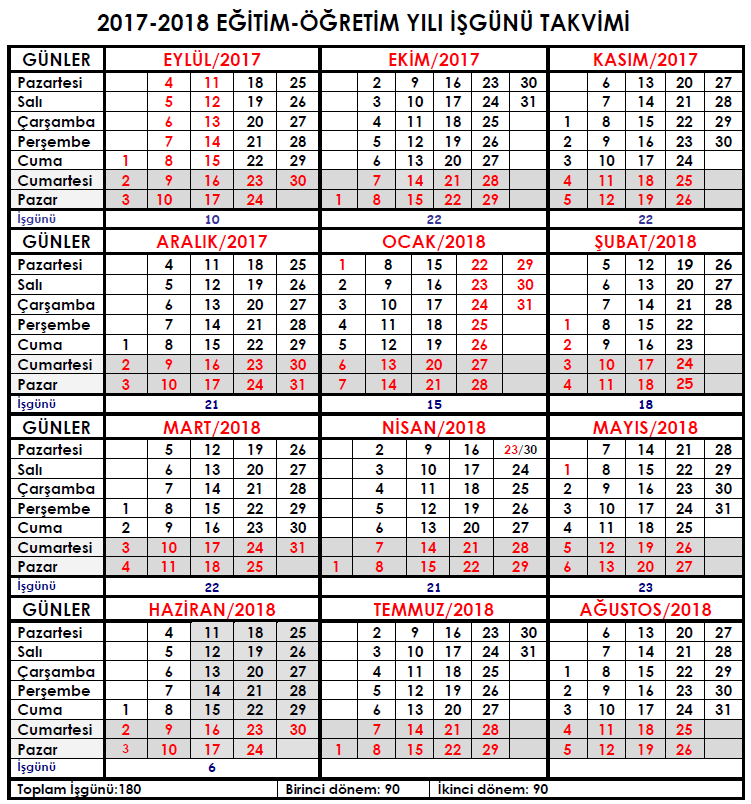 2017-2018 EĞİTİM-ÖĞRETİM YILI İŞGÜNÜ TAKVİMİ
GÜNLER EYLÜL/2017 EKİM/2017 KASIM/2017
Pazartesi 4 11 18 25 2 9 16 23 30 6 13 20 27
Salı 5 12 19 26 3 10 17 24 31 7 14 21 28
Çarşamba 6 13 20 27 4 11 18 25 1 8 15 22 29
Perşembe 7 14 21 28 5 12 19 26 2 9 16 23 30
Cuma 1 8 15 22 29 6 13 20 27 3 10 17 24
Cumartesi 2 9 16 23 30 7 14 21 28 4 11 18 25
Pazar 3 10 17 24 1 8 15 22 29 5 12 19 26
İşgünü 10 22 22
GÜNLER ARALIK/2017 OCAK/2018 ŞUBAT/2018
Pazartesi 4 11 18 25 1 8 15 22 29 5 12 19 26
Salı 5 12 19 26 2 9 16 23 30 6 13 20 27
Çarşamba 6 13 20 27 3 10 17 24 31 7 14 21 28
Perşembe 7 14 21 28 4 11 18 25 1 8 15 22
Cuma 1 8 15 22 29 5 12 19 26 2 9 16 23
Cumartesi 2 9 16 23 30 6 13 20 27 3 10 17 24
Pazar 3 10 17 24 31 7 14 21 28 4 11 18 25
İşgünü 21 15 18
GÜNLER MART/2018 NİSAN/2018 MAYIS/2018
Pazartesi 5 12 19 26 2 9 16 23/30 7 14 21 28
Salı 6 13 20 27 3 10 17 24 1 8 15 22 29
Çarşamba 7 14 21 28 4 11 18 25 2 9 16 23 30
Perşembe 1 8 15 22 29 5 12 19 26 3 10 17 24 31
Cuma 2 9 16 23 30 6 13 20 27 4 11 18 25
Cumartesi 3 10 17 24 31 7 14 21 28 5 12 19 26
Pazar 4 11 18 25 1 8 15 22 29 6 13 20 27
İşgünü 22 21 23
GÜNLER HAZİRAN/2018 TEMMUZ/2018 AĞUSTOS/2018
Pazartesi 4 11 18 25 2 9 16 23 30 6 13 20 27
Salı 5 12 19 26 3 10 17 24 31 7 14 21 28
Çarşamba 6 13 20 27 4 11 18 25 1 8 15 22 29
Perşembe 7 14 21 28 5 12 19 26 2 9 16 23 30
Cuma 1 8 15 22 29 6 13 20 27 3 10 17 24 31
Cumartesi 2 9 16 23 30 7 14 21 28 4 11 18 25
Pazar 3 10 17 24 1 8 15 22 29 5 12 19 26
İşgünü 6
Toplam İşgünü:180 Birinci dönem: 90 İkinci dönem: 90